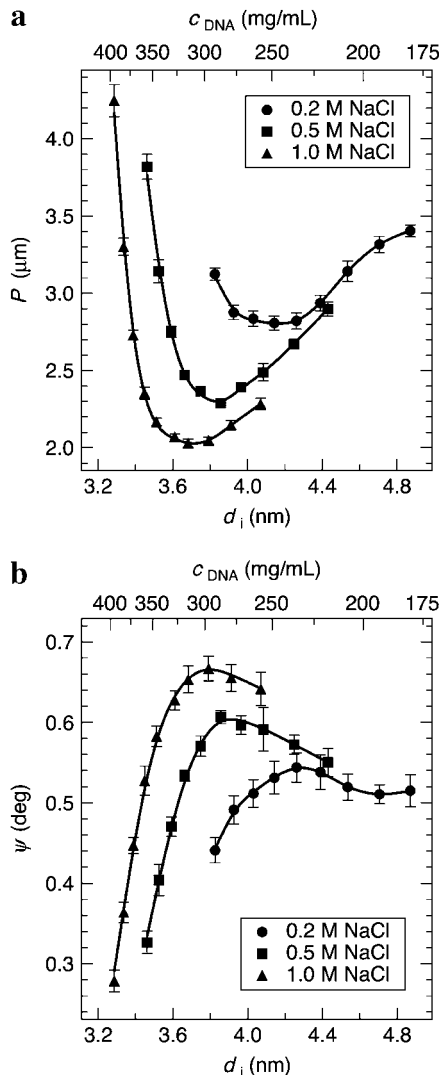 a
c DNA (mg/mL)
400 350 300 250 200 175
0.2 M NaCl
0.5 M NaCl
1.0 M NaCl
4.0
3.5
3.0
2.5
2.0
P (μm)
3.2 3.6 4.0 4.4 4.8
d i (nm)
b
c DNA (mg/mL)
400 350 300 250 200 175
0.7
0.6
0.5
0.4
0.3
ψ (deg)
0.2 M NaCl
0.5 M NaCl
1.0 M NaCl
3.2 3.6 4.0 4.4 4.8
d i (nm)